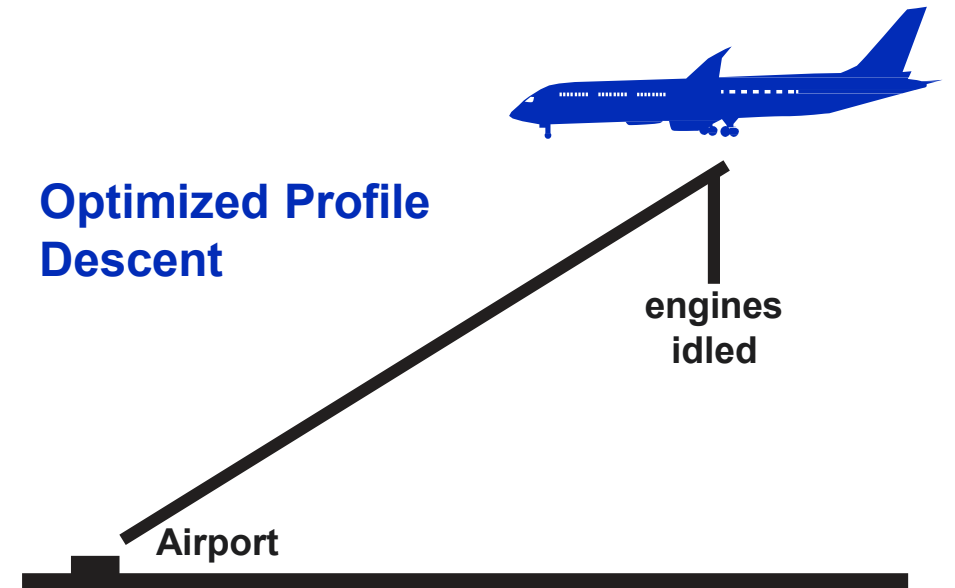 Optimized Profile
Descent
engines
idled
Airport